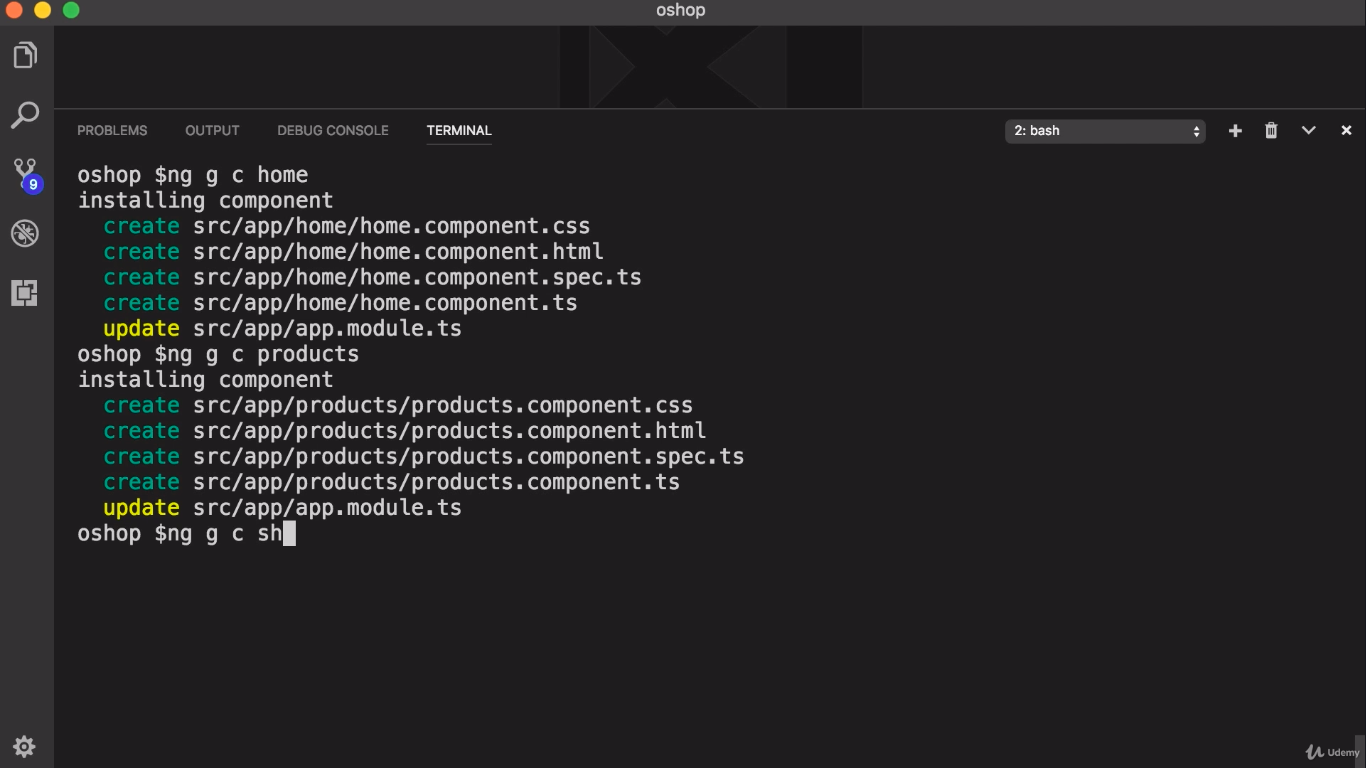 oshop
PROBLEMS OUTPUT DEBUG CONSOLE TERMINAL 2: bash
oshop $ng g c home
installing component
create src/app/home/home.component.css
create src/app/home/home.component.html
create src/app/home/home.component.spec.ts
create src/app/home/home.component.ts
update src/app/app.module.ts
oshop $ng g c products
installing component
create src/app/products/products.component.css
create src/app/products/products.component.html
create src/app/products/products.component.spec.ts
create src/app/products/products.component.ts
update src/app/app.module.ts
oshop $ng g c sh
9
Udemy